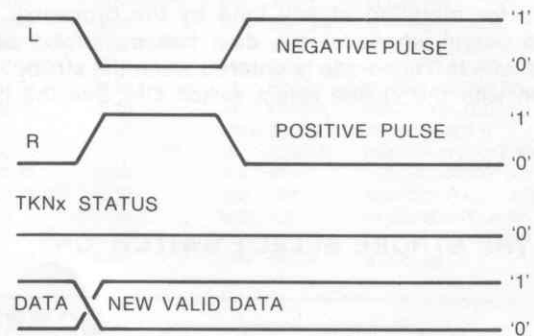 '1'
L NEGATIVE PULSE
'0'
'1'
R POSITIVE PULSE
'0'
TKNx STATUS
'0'
'1'
DATA NEW VALID DATA
'0'